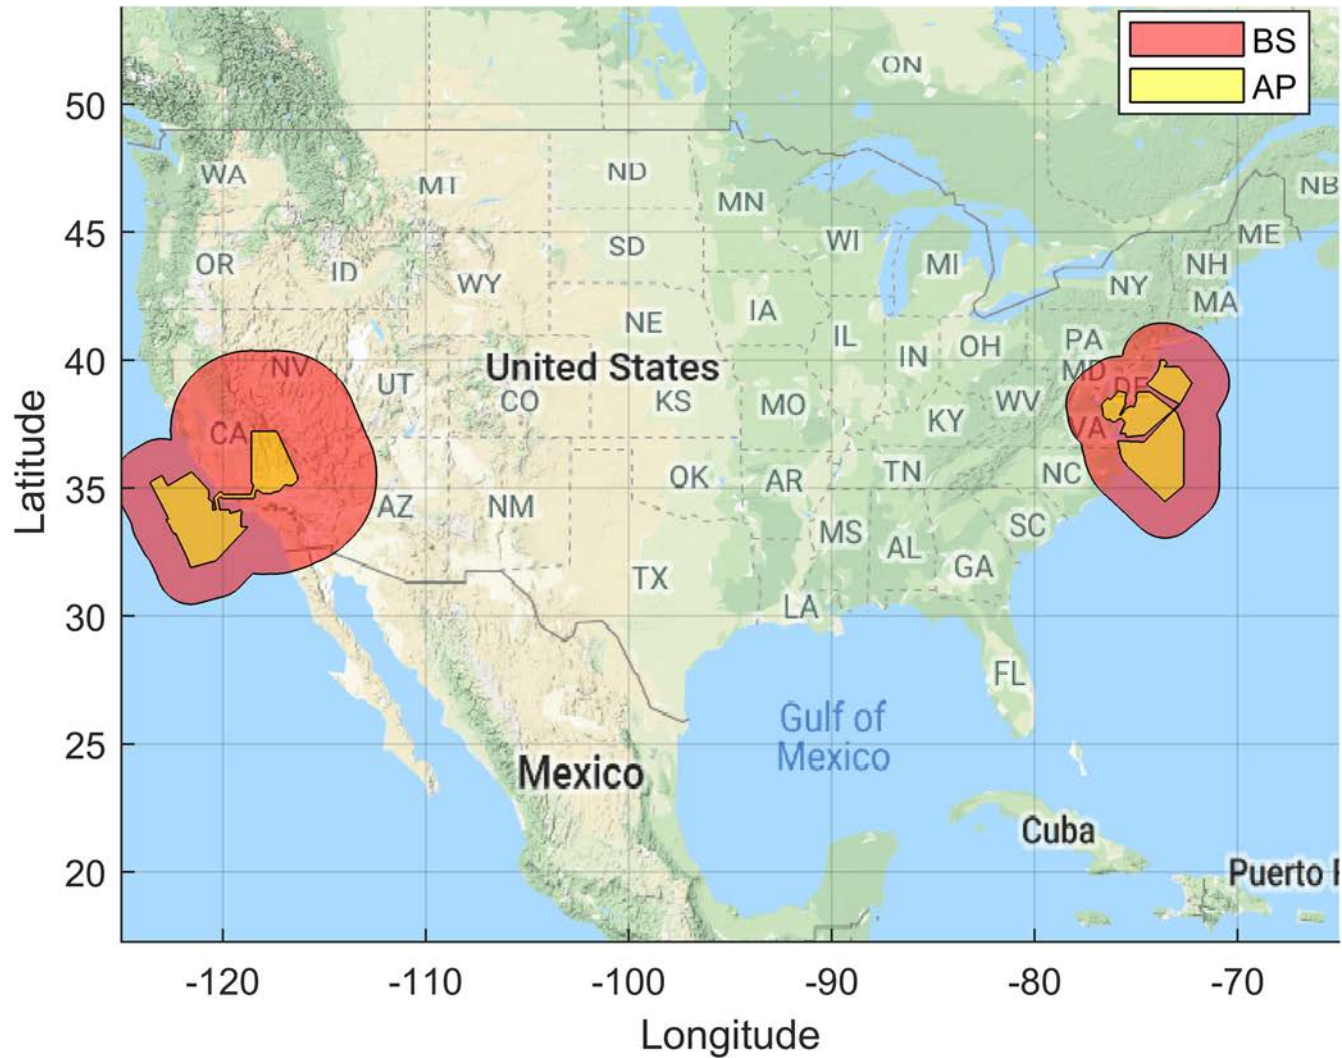 BS
AP
50
45
40
35
30
25
20
Latitude
-120
-110
-100
-90
-80
-70
Longitude
ON
WA
MT
ND
MN
NB
OR
ID
SD
WI
MI
ME
WY
NH
NY
MA
NE
IA
IL
IN
OH
PA
NV
UT
United States
CO
KS
MO
WV
MD
DE
KY
VA
CA
OK
AR
TN
NC
AZ
NM
MS
AL
SC
GA
TX
LA
FL
Gulf of
Mexico
Mexico
Cuba
Puerto